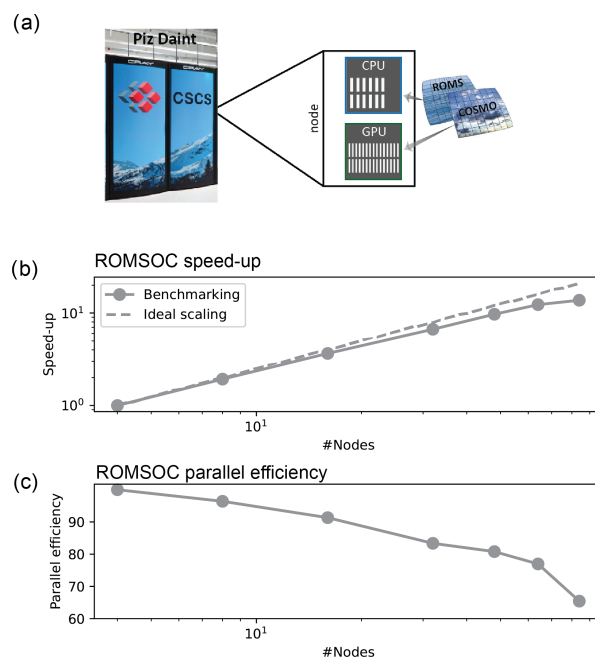 (a)
Piz Daint
CSCS
node
CPU
GPU
ROMS
COSMO
(b)
ROMSOC speed-up
Benchmarking
Ideal scaling
Speed-up
10¹
10⁰
10¹
#Nodes
(c)
ROMSOC parallel efficiency
Parallel efficiency
90
80
70
60
10¹
#Nodes